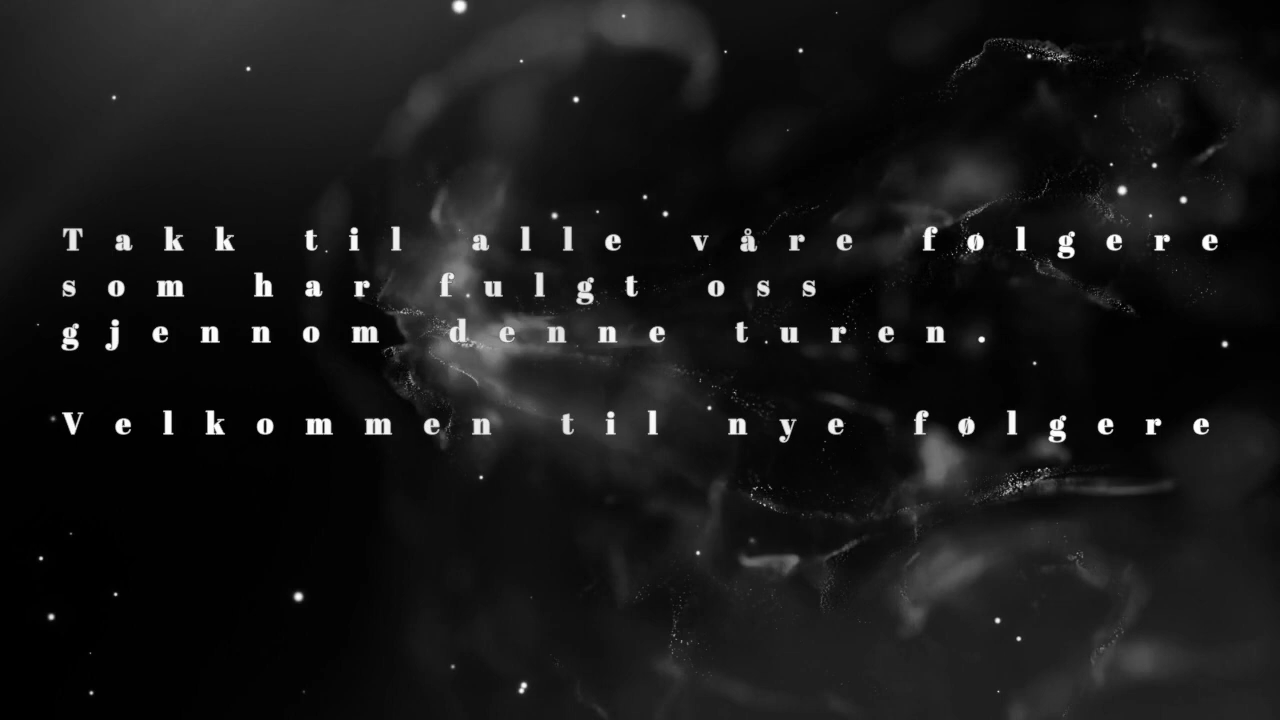 Takk til alle våre følgere
som har fulgt oss
gjennom denne turen.
Velkommen til nye følgere